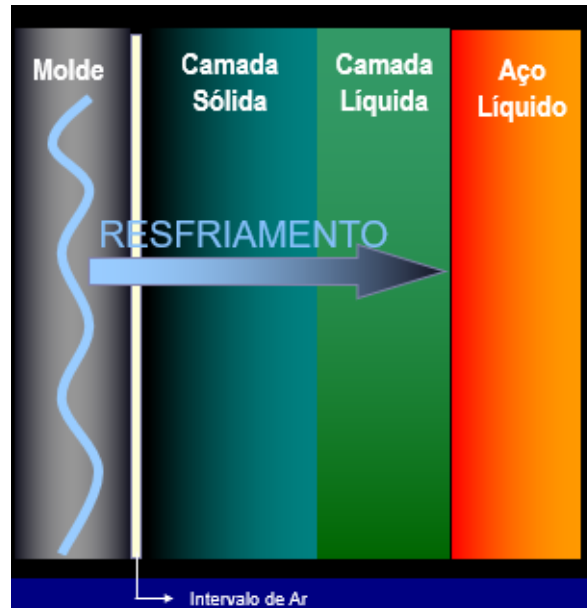 Molde
Camada
Sólida
Camada
Líquida
Aço
Líquido
RESFRIAMENTO
Intervalo de Ar